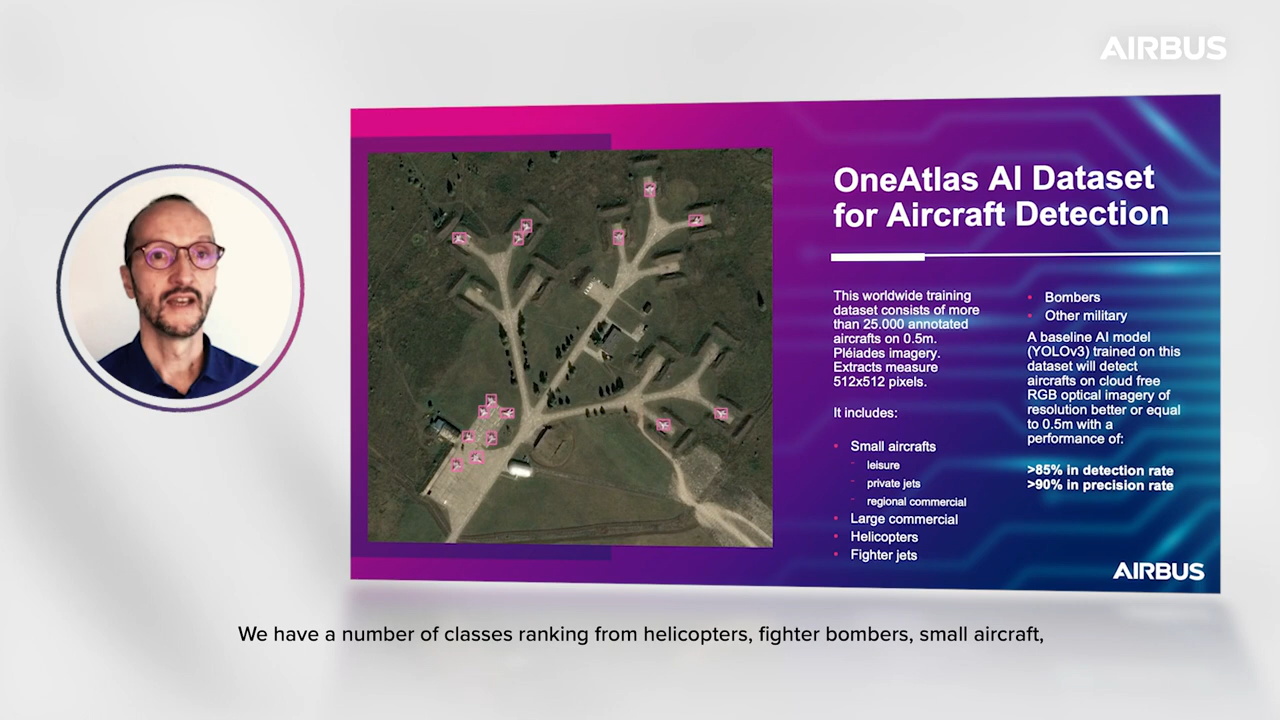 AIRBUS
OneAtlas AI Dataset
for Aircraft Detection
This worldwide training
dataset consists of more
than 25.000 annotated
aircrafts on 0.5m.
Pléiades imagery.
Extracts measure
512x512 pixels.
It includes:
• Small aircrafts
- leisure
- private jets
- regional commercial
• Large commercial
• Helicopters
• Fighter jets
• Bombers
• Other military
A baseline AI model
(YOLOv3) trained on this
dataset will detect
aircrafts on cloud free
RGB optical imagery of
resolution better or equal
to 0.5m with a
performance of:
>85% in detection rate
>90% in precision rate
AIRBUS
We have a number of classes ranking from helicopters, fighter bombers, small aircraft,